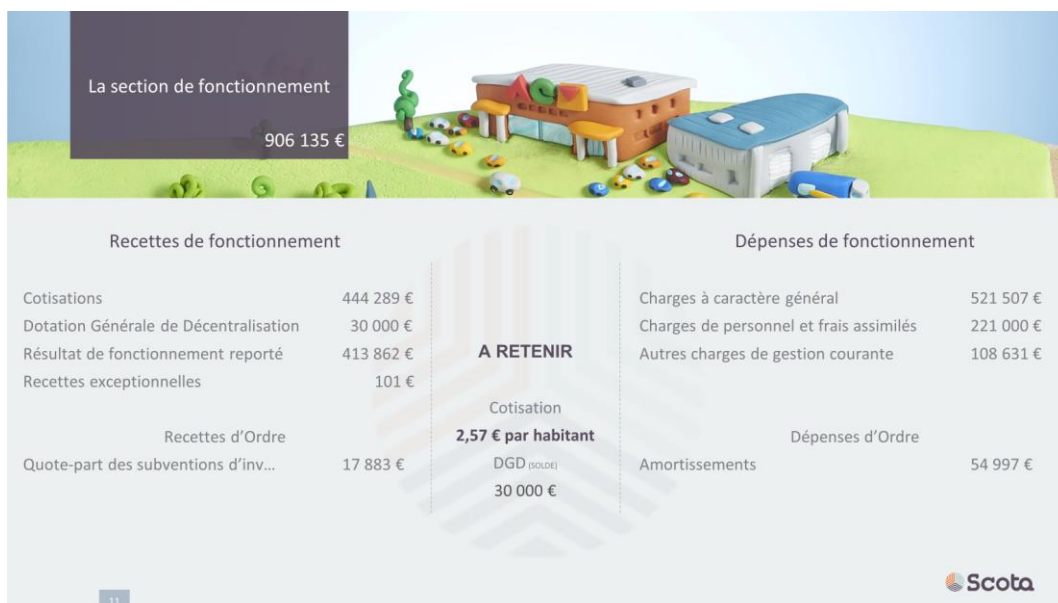 La section de fonctionnement
906 135 €
Recettes de fonctionnement
Cotisations 444 289 €
Dotation Générale de Décentralisation 30 000 €
Résultat de fonctionnement reporté 413 862 €
Recettes exceptionnelles 101 €
Recettes d’Ordre
Quote-part des subventions d’inv… 17 883 €
A RETENIR
Cotisation
2,57 € par habitant
DGD (SOLDE)
30 000 €
Dépenses de fonctionnement
Charges à caractère général 521 507 €
Charges de personnel et frais assimilés 221 000 €
Autres charges de gestion courante 108 631 €
Dépenses d’Ordre
Amortissements 54 997 €
11
Scota